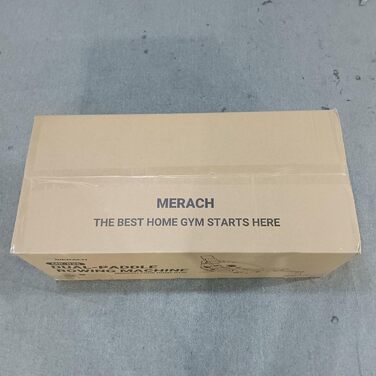 MERACH
THE BEST HOME GYM STARTS HERE
MERACH
DUAL-PADDLE
ROWING MACHINE